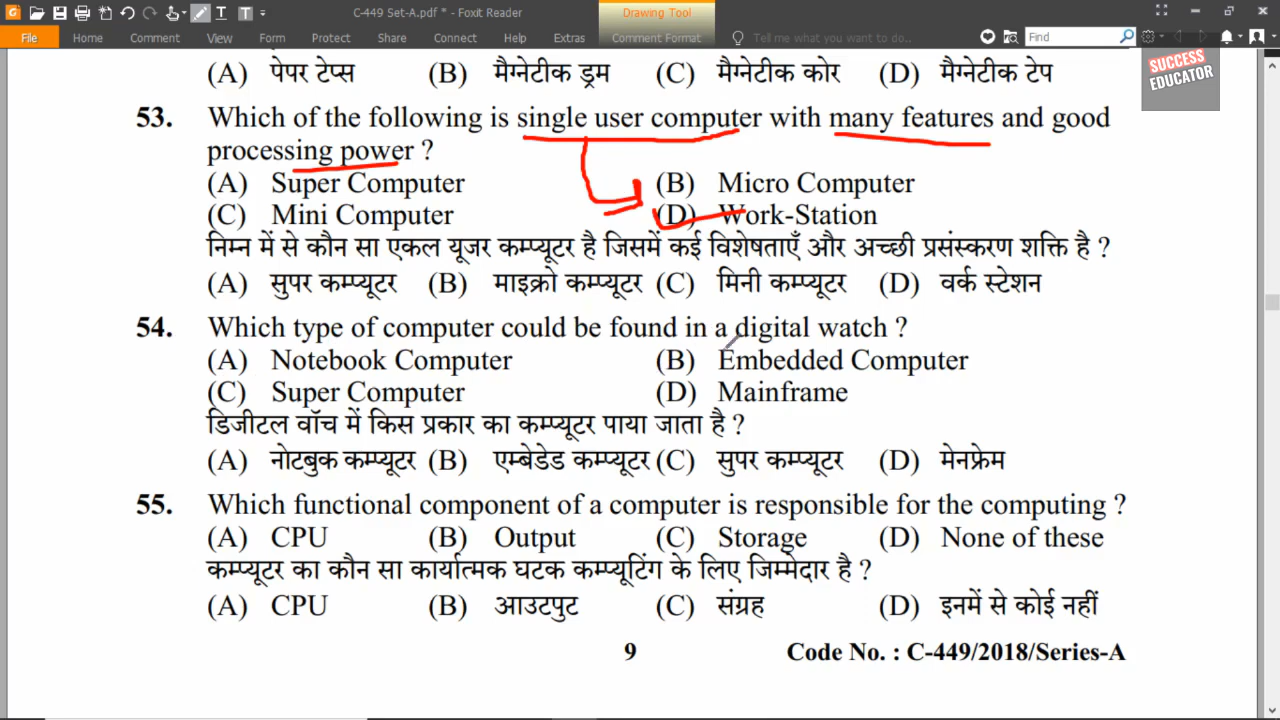 C-449 Set-A.pdf * - Foxit Reader
Drawing Tool
File Home Comment View Form Protect Share Connect Help Extras Comment Format Tell me what you want to do.. Find
SUCCESS
EDUCATOR
(A) पेपर टेप्स (B) मैग्नेटीक ड्रम (C) मैग्नेटीक कोर (D) मैग्नेटीक टेप
53. Which of the following is single user computer with many features and good
processing power ?
(A) Super Computer (B) Micro Computer
(C) Mini Computer (D) Work-Station
निम्न में से कौन सा एकल यूजर कम्प्यूटर है जिसमें कई विशेषताएँ और अच्छी प्रसंस्करण शक्ति है ?
(A) सुपर कम्प्यूटर (B) माइक्रो कम्प्यूटर (C) मिनी कम्प्यूटर (D) वर्क स्टेशन
54. Which type of computer could be found in a digital watch ?
(A) Notebook Computer (B) Embedded Computer
(C) Super Computer (D) Mainframe
डिजीटल वॉच में किस प्रकार का कम्प्यूटर पाया जाता है ?
(A) नोटबुक कम्प्यूटर (B) एम्बेडेड कम्प्यूटर (C) सुपर कम्प्यूटर (D) मेनफ्रेम
55. Which functional component of a computer is responsible for the computing ?
(A) CPU (B) Output (C) Storage (D) None of these
कम्प्यूटर का कौन सा कार्यात्मक घटक कम्प्यूटिंग के लिए जिम्मेदार है ?
(A) CPU (B) आउटपुट (C) संग्रह (D) इनमें से कोई नहीं
9 Code No. : C-449/2018/Series-A